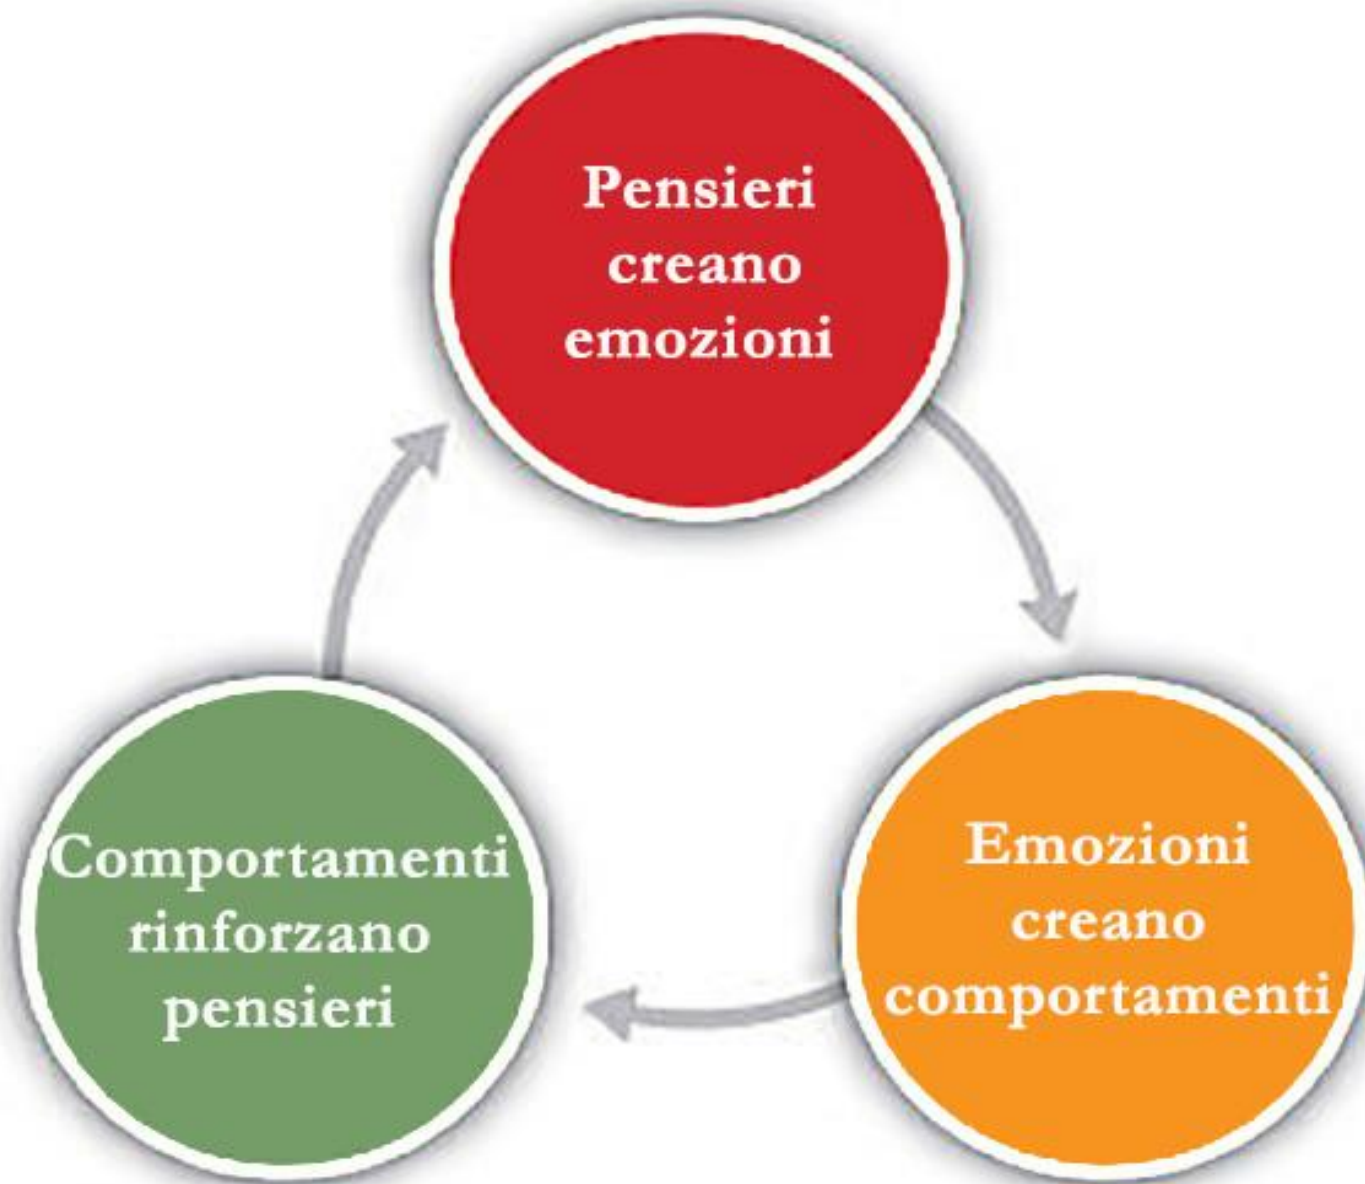 Pensieri
creano
emozioni
Emozioni
creano
comportamenti
Comportamenti
rinforzano
pensieri